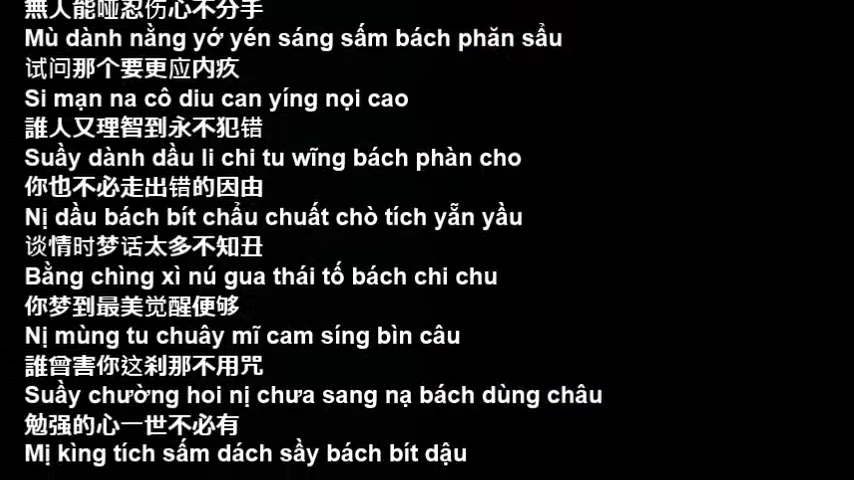 無人能哑忍伤心不分手
Mù dành nằng yớ yén sáng sấm bách phăn sẩu
试问那个要更应内疚
Si mạn na cô diu can yíng nọi cao
誰人又理智到永不犯错
Suầy dành dầu li chi tu wĩng bách phàn cho
你也不必走出错的因由
Nị dầu bách bít chẩu chuất chò tích yẵn yầu
谈情时梦话太多不知丑
Bằng chìng xì nú gua thái tố bách chi chu
你梦到最美觉醒便够
Nị mùng tu chuây mĩ cam síng bìn câu
誰曾害你这刹那不用咒
Suầy chường hoi nị chưa sang nạ bách dùng châu
勉强的心一世不必有
Mị kìng tích sấm dách sầy bách bít dậu